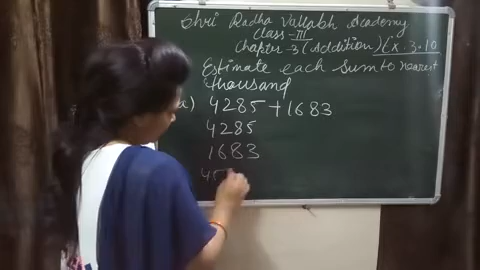 Shri Radha Vallabh Academy
Class-III
Chapter-3 (Addition) (x.3.10
Estimate each sum to nearest
thousand
a) 4285+1683
4285
1683